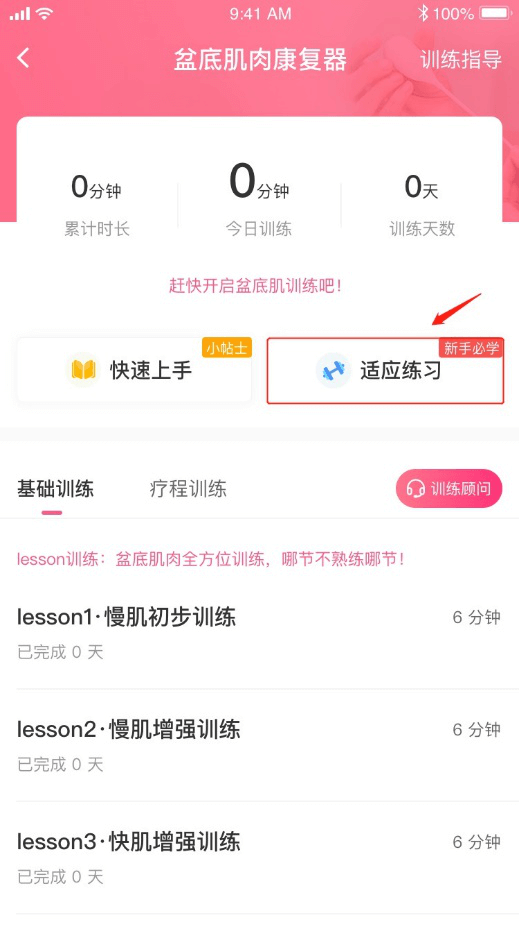 9:41 AM 100%
盆底肌肉康复器 训练指导
0分钟 0分钟 0天
累计时长 今日训练 训练天数
赶快开启盆底肌训练吧！
小帖士 新手必学
快速上手 适应练习
基础训练 疗程训练 训练顾问
lesson训练：盆底肌肉全方位训练，哪节不熟练哪节！
lesson1·慢肌初步训练 6 分钟
已完成 0 天
lesson2·慢肌增强训练 6 分钟
已完成 0 天
lesson3·快肌增强训练 6 分钟
已完成 0 天